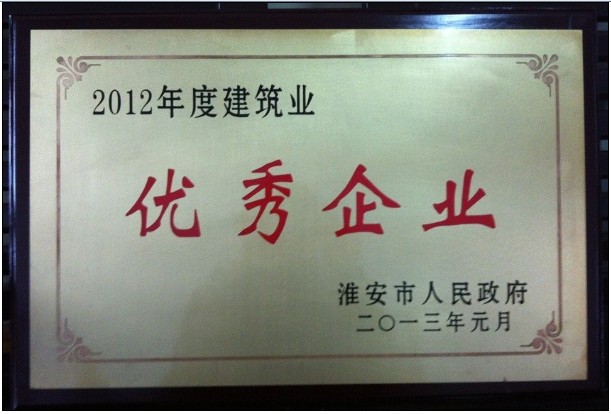 2012年度建筑业
优秀企业
淮安市人民政府
二〇一三年元月